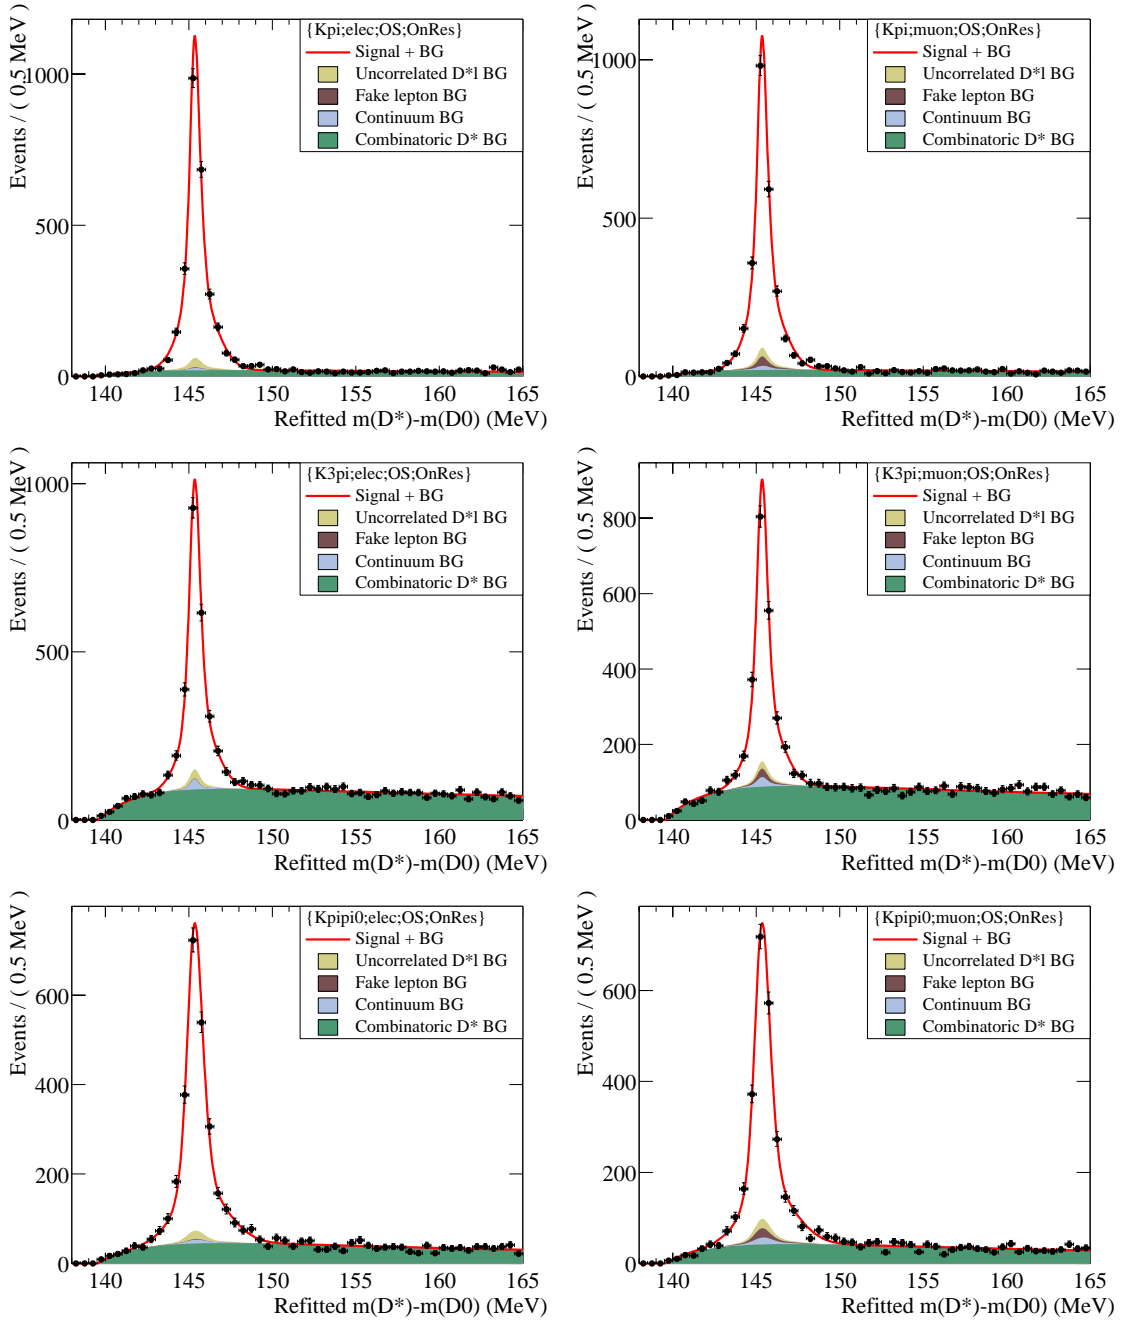 Events / ( 0.5 MeV )
1000
500
0
{Kpi;elec;OS;OnRes}
Signal + BG
Uncorrelated D*l BG
Fake lepton BG
Continuum BG
Combinatoric D* BG
140 145 150 155 160 165
Refitted m(D*)-m(D0) (MeV)
Events / ( 0.5 MeV )
1000
500
0
{Kpi;muon;OS;OnRes}
Signal + BG
Uncorrelated D*l BG
Fake lepton BG
Continuum BG
Combinatoric D* BG
140 145 150 155 160 165
Refitted m(D*)-m(D0) (MeV)
Events / ( 0.5 MeV )
1000
500
0
{K3pi;elec;OS;OnRes}
Signal + BG
Uncorrelated D*l BG
Fake lepton BG
Continuum BG
Combinatoric D* BG
140 145 150 155 160 165
Refitted m(D*)-m(D0) (MeV)
Events / ( 0.5 MeV )
800
600
400
200
0
{K3pi;muon;OS;OnRes}
Signal + BG
Uncorrelated D*l BG
Fake lepton BG
Continuum BG
Combinatoric D* BG
140 145 150 155 160 165
Refitted m(D*)-m(D0) (MeV)
Events / ( 0.5 MeV )
600
400
200
0
{Kpipi0;elec;OS;OnRes}
Signal + BG
Uncorrelated D*l BG
Fake lepton BG
Continuum BG
Combinatoric D* BG
140 145 150 155 160 165
Refitted m(D*)-m(D0) (MeV)
Events / ( 0.5 MeV )
600
400
200
0
{Kpipi0;muon;OS;OnRes}
Signal + BG
Uncorrelated D*l BG
Fake lepton BG
Continuum BG
Combinatoric D* BG
140 145 150 155 160 165
Refitted m(D*)-m(D0) (MeV)